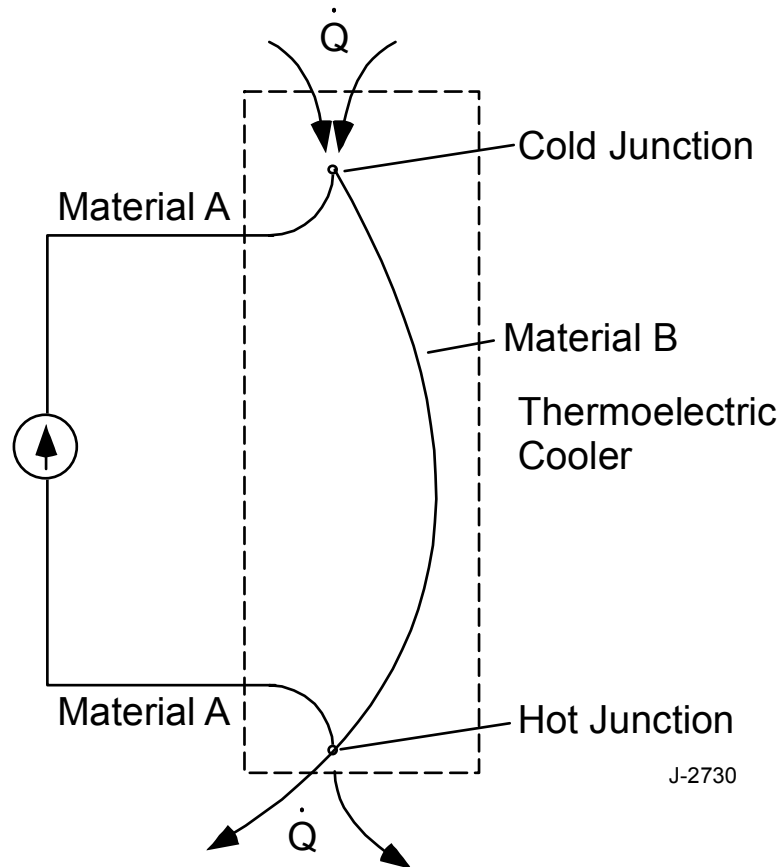 Q̇
Cold Junction
Material A
Material B
Thermoelectric
Cooler
Material A
Hot Junction
J-2730
Q̇